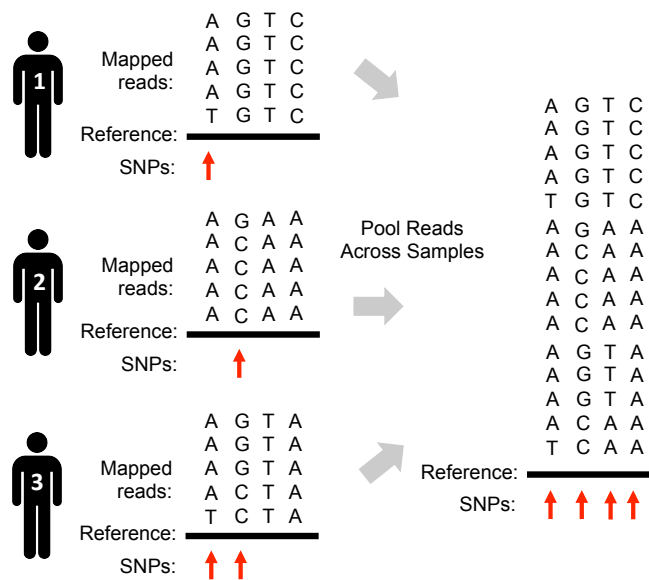 1
Mapped
reads:
A G T C
A G T C
A G T C
A G T C
T G T C
Reference:
SNPs:
2
Mapped
reads:
A G A A
A C A A
A C A A
A C A A
A C A A
Reference:
SNPs:
3
Mapped
reads:
A G T A
A G T A
A G T A
A C T A
T C T A
Reference:
SNPs:
Pool Reads
Across Samples
A G T C
A G T C
A G T C
A G T C
T G T C
A G A A
A C A A
A C A A
A C A A
A C A A
A G T A
A G T A
A G T A
A C A A
T C A A
Reference:
SNPs: